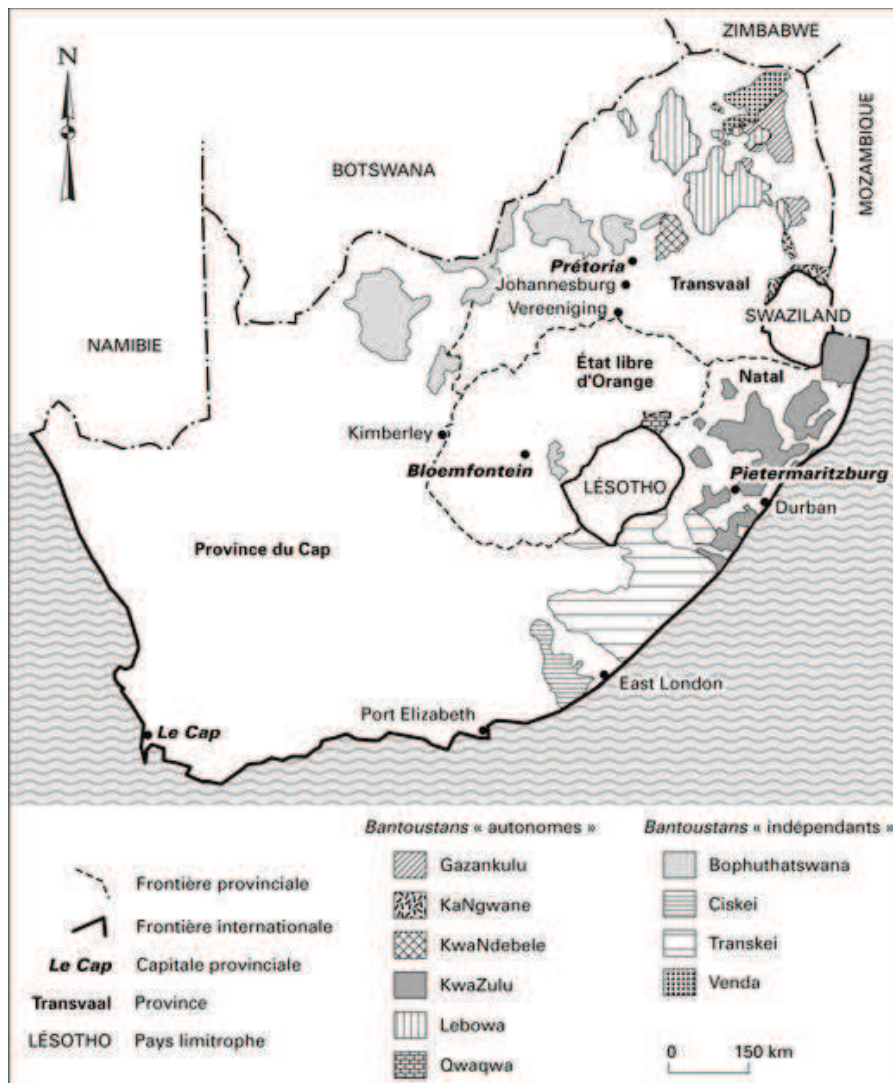 ZIMBABWE
N
MOZAMBIQUE
BOTSWANA
Prétoria
Johannesburg
Transvaal
Vereeniging
SWAZILAND
NAMIBIE
État libre
d'Orange
Natal
Kimberley
Bloemfontein
Pietermaritzburg
LÉSOTHO
Durban
Province du Cap
East London
Port Elizabeth
Le Cap
Bantoustans « autonomes »
Bantoustans « indépendants »
Gazankulu
Bophuthatswana
Frontière provinciale
KaNgwane
Ciskei
Frontière internationale
KwaNdebele
Transkei
Le Cap Capitale provinciale
KwaZulu
Venda
Transvaal Province
Lebowa
LÉSOTHO Pays limitrophe
Qwaqwa
0 150 km